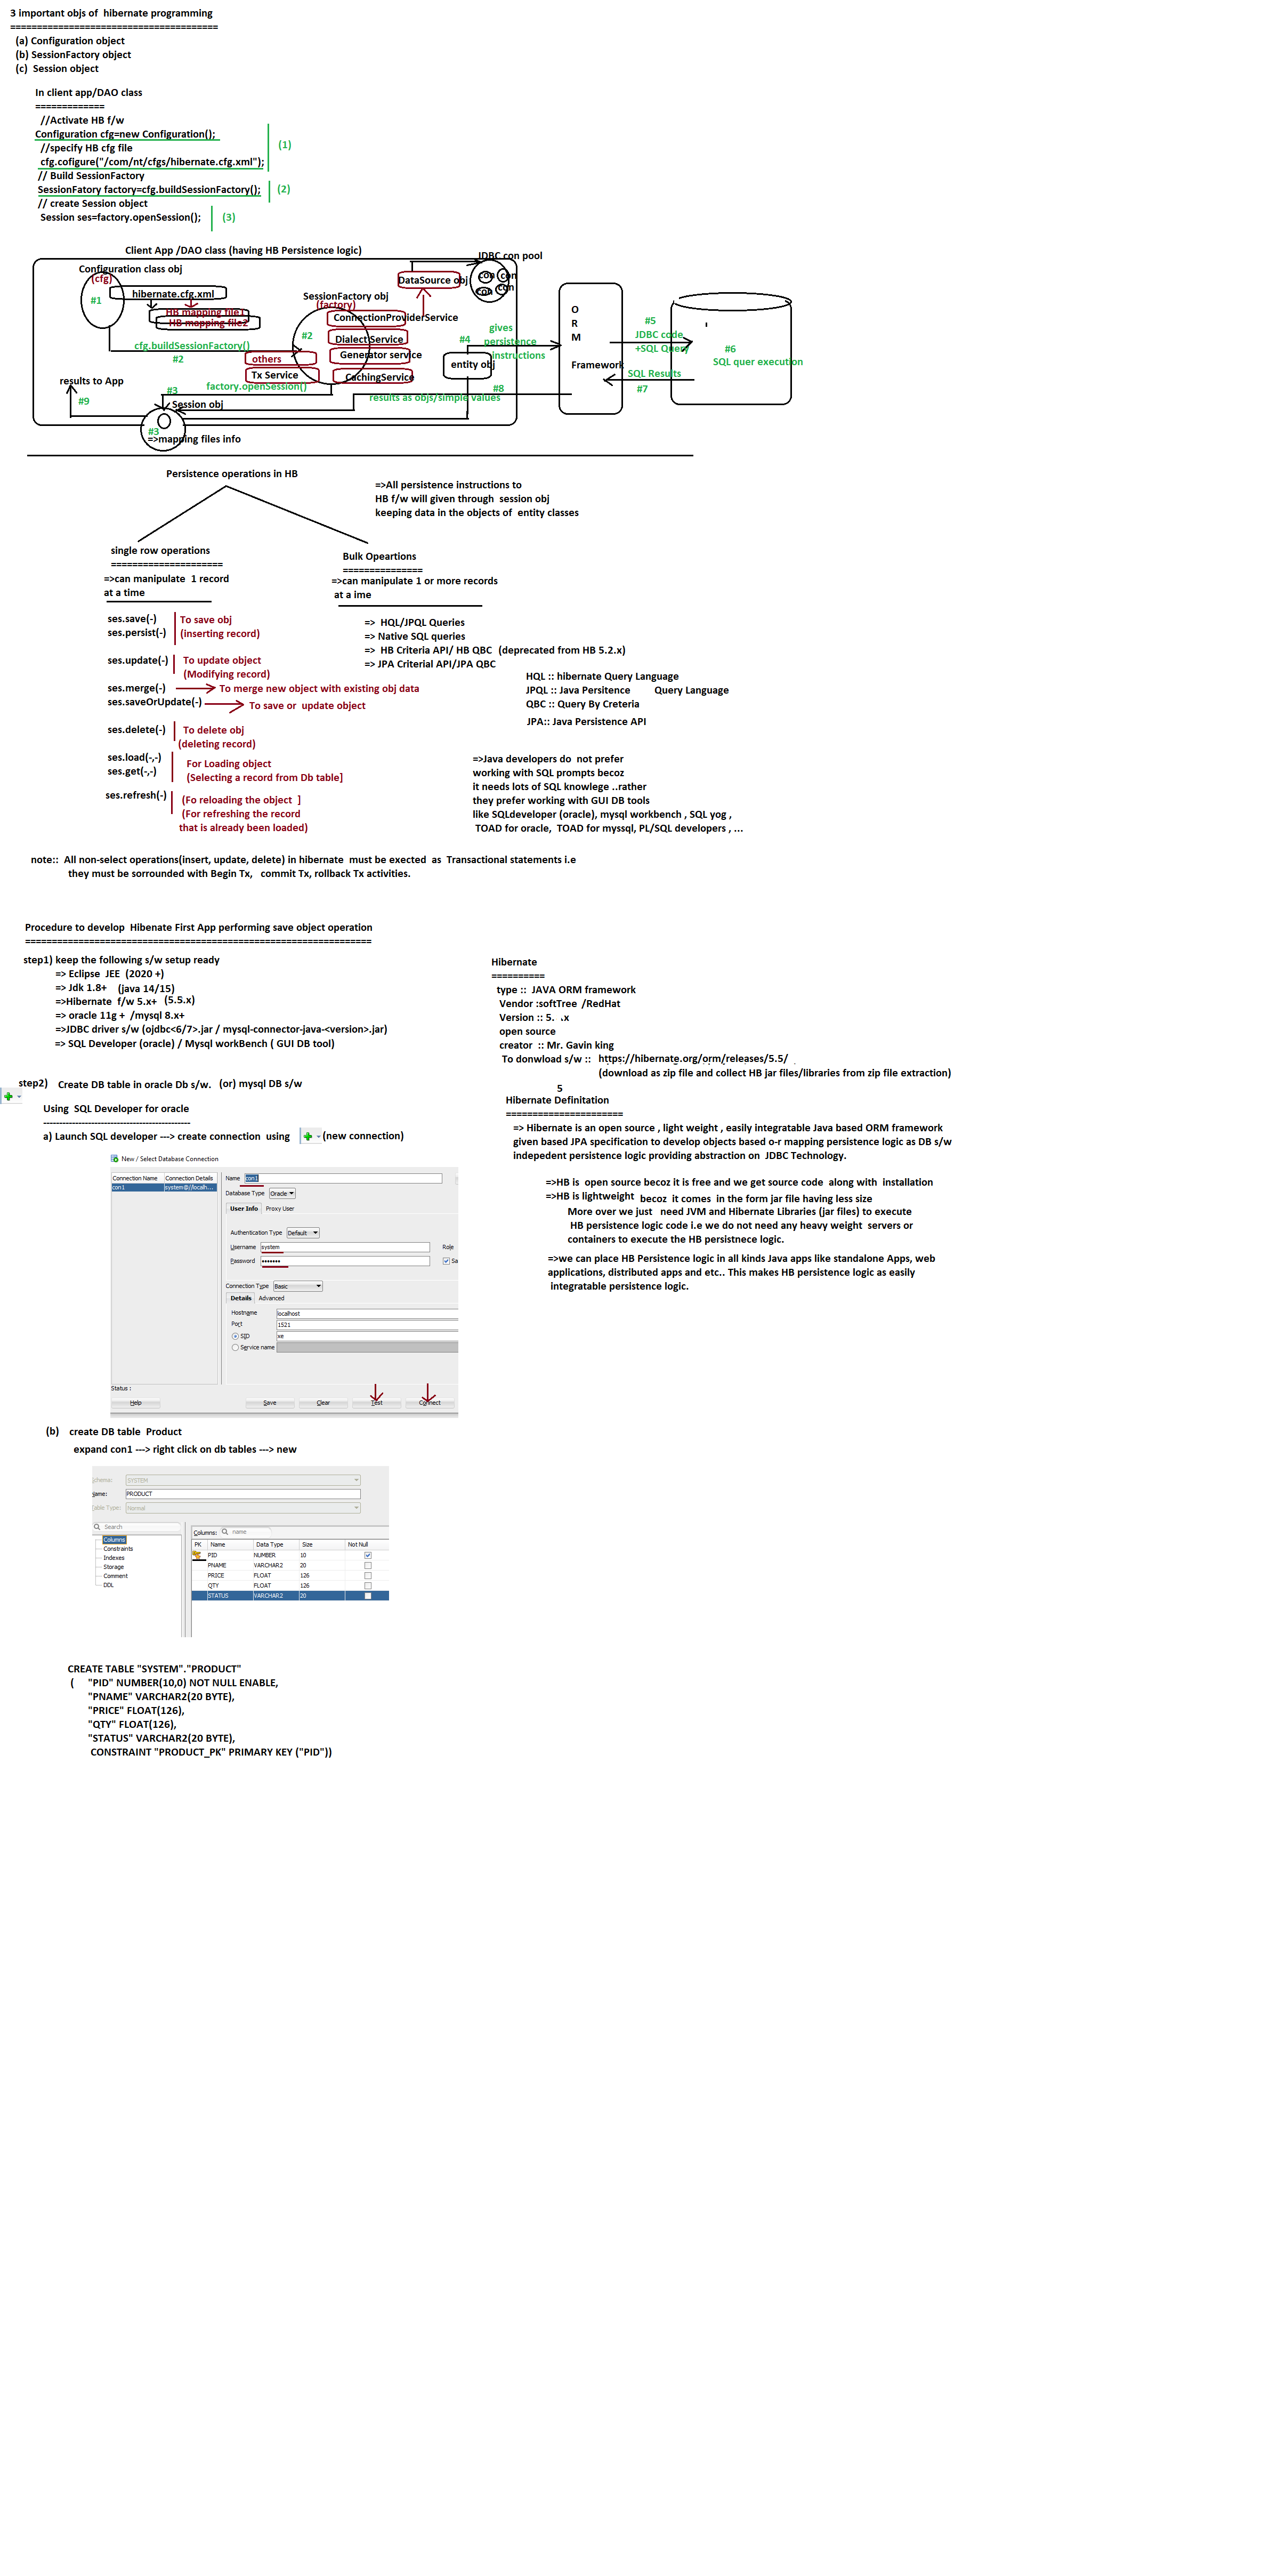 3 important objs of  hibernate programming
=======================================
(a) Configuration object
(b) SessionFactory object
(c)  Session object
In client app/DAO class
=============
//Activate HB f/w
Configuration cfg=new Configuration();
//specify HB cfg file
cfg.cofigure("/com/nt/cfgs/hibernate.cfg.xml");
(1)
// Build SessionFactory
SessionFatory factory=cfg.buildSessionFactory();
(2)
// create Session object
Session ses=factory.openSession();
(3)
Client App /DAO class (having HB Persistence logic)
JDBC con pool
Configuration class obj
(cfg)
#1
hibernate.cfg.xml
HB mapping file1
HB mapping file2
DataSource obj
con
con
con
con
SessionFactory obj
(factory)
ConnectionProviderService
#2
Dialect Service
Generator service
CachingService
others
Tx Service
cfg.buildSessionFactory()
#2
factory.openSession()
#3
Session obj
#3
=>mapping files info
results to App
#9
#4
gives
persistence
instructions
entity obj
#8
results as objs/simple values
O
R
M
Framework
#5
JDBC code
+SQL Query
#6
SQL quer execution
SQL Results
#7
Persistence operations in HB
=>All persistence instructions to
HB f/w will given through  session obj
keeping data in the objects of  entity classes
single row operations
=====================
=>can manipulate  1 record
at a time
Bulk Opeartions
===============
=>can manipulate 1 or more records
at a ime
ses.save(-)
ses.persist(-)
To save obj
(inserting record)
ses.update(-)
To update object
(Modifying record)
ses.merge(-)
To merge new object with existing obj data
ses.saveOrUpdate(-)
To save or  update object
ses.delete(-)
To delete obj
(deleting record)
ses.load(-,-)
ses.get(-,-)
For Loading object
(Selecting a record from Db table]
ses.refresh(-)
(Fo reloading the object  ]
(For refreshing the record
that is already been loaded)
=>  HQL/JPQL Queries
=> Native SQL queries
=>  HB Criteria API/ HB QBC  (deprecated from HB 5.2.x)
=> JPA Criterial API/JPA QBC
HQL :: hibernate Query Language
JPQL :: Java Persitence        Query Language
QBC :: Query By Creteria
JPA:: Java Persistence API
=>Java developers do  not prefer
working with SQL prompts becoz
it needs lots of SQL knowlege ..rather
they prefer working with GUI DB tools
like SQLdeveloper (oracle), mysql workbench , SQL yog ,
TOAD for oracle,  TOAD for myssql, PL/SQL developers , ...
note::  All non-select operations(insert, update, delete) in hibernate  must be exected  as  Transactional statements i.e
they must be sorrounded with Begin Tx,   commit Tx, rollback Tx activities.
Procedure to develop  Hibenate First App performing save object operation
=================================================================
step1) keep the following s/w setup ready
=> Eclipse  JEE  (2020 +)
=> Jdk 1.8+    (java 14/15)
=>Hibernate  f/w 5.x+   (5.5.x)
=> oracle 11g +  /mysql 8.x+
=>JDBC driver s/w (ojdbc<6/7>.jar / mysql-connector-java-<version>.jar)
=> SQL Developer (oracle) / Mysql workBench ( GUI DB tool)
Hibernate
==========
type ::  JAVA ORM framework
Vendor :softTree  /RedHat
Version :: 5.  .x
open source
creator  :: Mr. Gavin king
To donwload s/w ::   https://hibernate.org/orm/releases/5.5/
(download as zip file and collect HB jar files/libraries from zip file extraction)
5
step2)    Create DB table in oracle Db s/w.   (or) mysql DB s/w
Using  SQL Developer for oracle
----------------------------------------------
a) Launch SQL developer ---> create connection  using    (new connection)
Hibernate Definitation
======================
=> Hibernate is an open source , light weight , easily integratable Java based ORM framework
given based JPA specification to develop objects based o-r mapping persistence logic as DB s/w
indepedent persistence logic providing abstraction on  JDBC Technology.
=>HB is  open source becoz it is free and we get source code  along with  installation
=>HB is lightweight  becoz  it comes  in the form jar file having less size
More over we just   need JVM and Hibernate Libraries (jar files) to execute
HB persistence logic code i.e we do not need any heavy weight  servers or
containers to execute the HB persistnece logic.
=>we can place HB Persistence logic in all kinds Java apps like standalone Apps, web
applications, distributed apps and etc.. This makes HB persistence logic as easily
integratable persistence logic.
New / Select Database Connection
Connection Name  Connection Details
con1  system@//localh...
Name  con1
Database Type  Oracle
User Info  Proxy User
Authentication Type  Default
Username  system
Role
Password  •••••••
Sa
Connection Type  Basic
Details  Advanced
Hostname  localhost
Port  1521
SID  xe
Service name
Status :
Help  Save  Clear  Test  Connect
(b)    create DB table  Product
expand con1 ---> right click on db tables ---> new
Schema:  SYSTEM
Name:  PRODUCT
Table Type:  Normal
Search
Columns
Constraints
Indexes
Storage
Comment
DDL
Columns:  name
PK  Name  Data Type  Size  Not Null
PID  NUMBER  10
PNAME  VARCHAR2  20
PRICE  FLOAT  126
QTY  FLOAT  126
STATUS  VARCHAR2  20
CREATE TABLE "SYSTEM"."PRODUCT"
(     "PID" NUMBER(10,0) NOT NULL ENABLE,
"PNAME" VARCHAR2(20 BYTE),
"PRICE" FLOAT(126),
"QTY" FLOAT(126),
"STATUS" VARCHAR2(20 BYTE),
CONSTRAINT "PRODUCT_PK" PRIMARY KEY ("PID"))